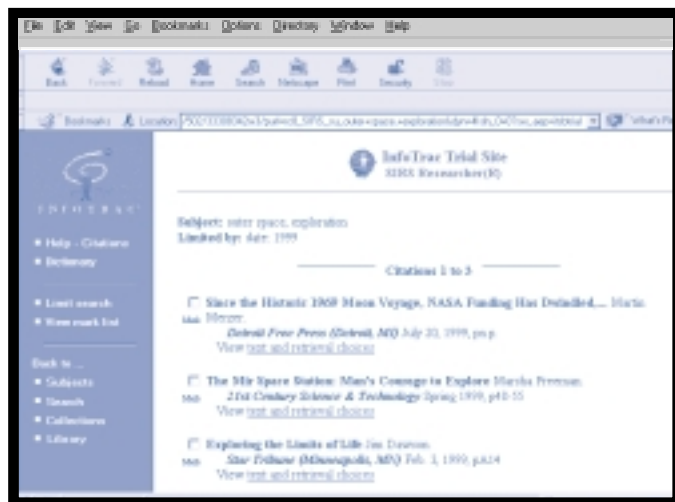 File Edit View Go Bookmarks Options Directory Window Help
Back Forward Reload Home Search Netscape Print Security Stop
Bookmarks Location:
What's
INFOTRAC
InfoTrac Trial Site
SIRS Researcher(R)
Subject: outer space, exploration
Limited by: date: 1999
Help - Citations
Dictionary
Citations 1 to 3
Limit search
View mark list
Since the Historic 1969 Moon Voyage, NASA Funding Has Dwindled,... Martin
Mark Merzer.
Detroit Free Press (Detroit, MI) July 20, 1999, pn.p.
View text and retrieval choices
Back to ...
Subjects
Search
Collections
Library
The Mir Space Station: Man's Courage to Explore Marsha Freeman.
Mark 21st Century Science & Technology Spring 1999, p40-55
View text and retrieval choices
Exploring the Limits of Life Jim Dawson.
Mark Star Tribune (Minneapolis, MN) Feb. 3, 1999, pA14
View text and retrieval choices